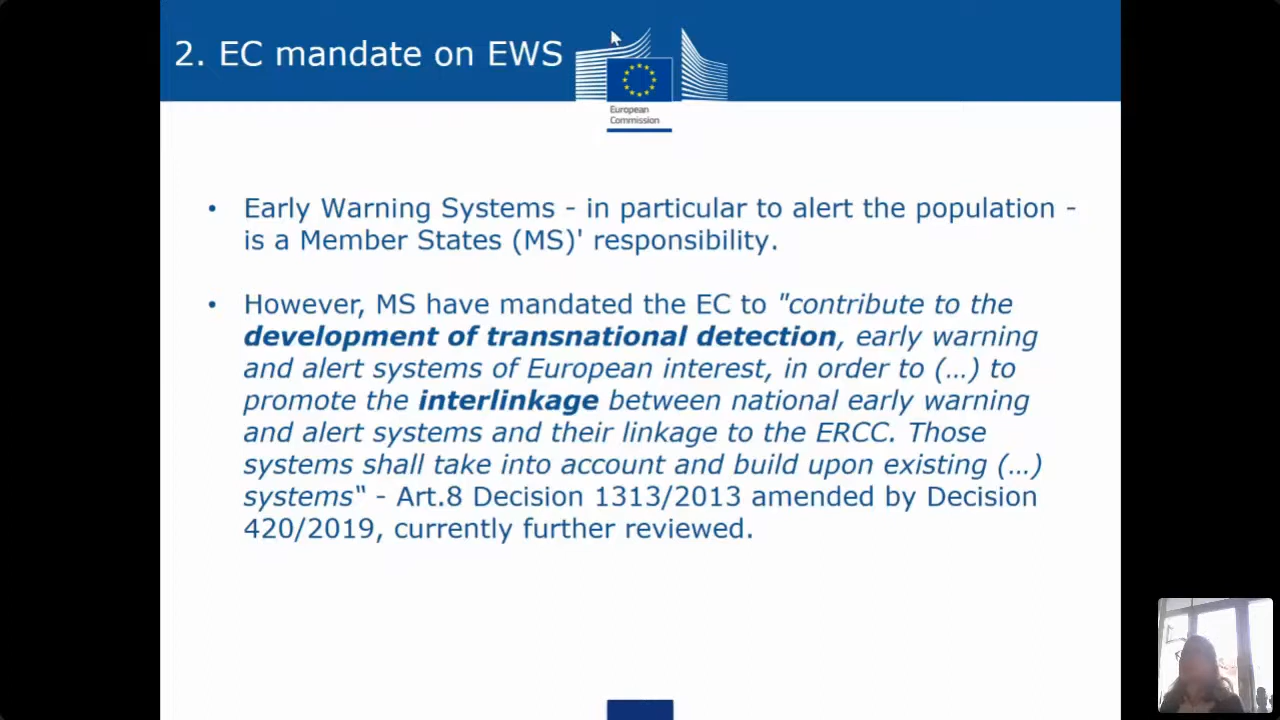 2. EC mandate on EWS
European
Commission
• Early Warning Systems - in particular to alert the population -
is a Member States (MS)' responsibility.
• However, MS have mandated the EC to "contribute to the
development of transnational detection, early warning
and alert systems of European interest, in order to (…) to
promote the interlinkage between national early warning
and alert systems and their linkage to the ERCC. Those
systems shall take into account and build upon existing (…)
systems" - Art.8 Decision 1313/2013 amended by Decision
420/2019, currently further reviewed.